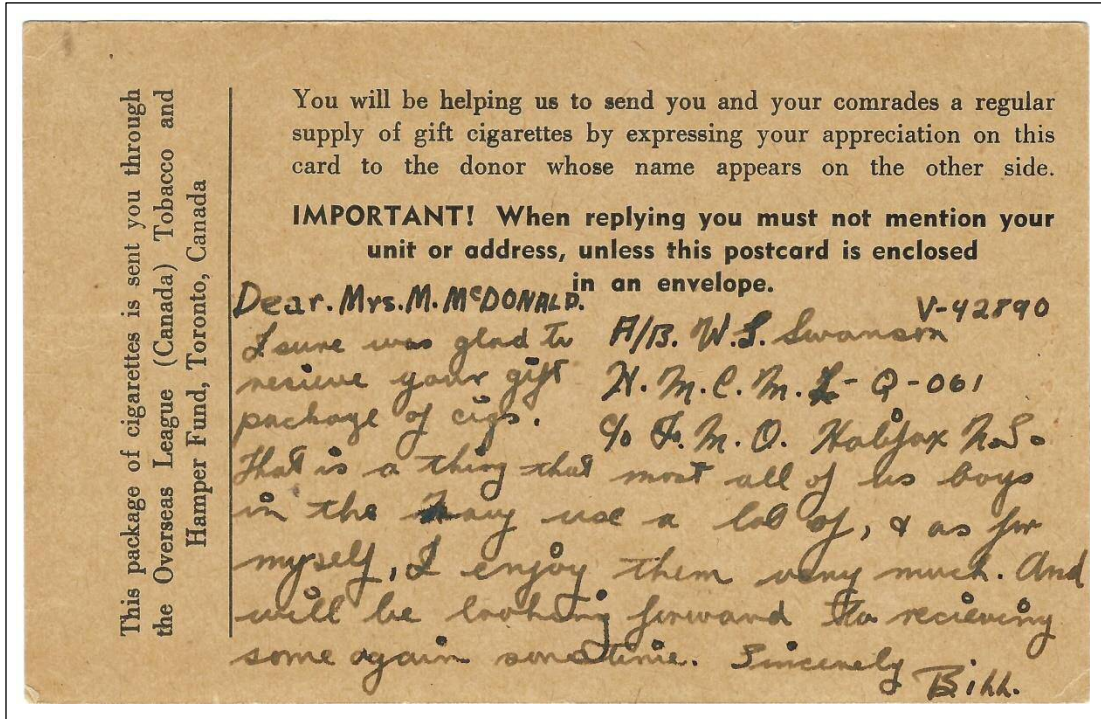 This package of cigarettes is sent you through
the Overseas League (Canada) Tobacco and
Hamper Fund, Toronto, Canada
You will be helping us to send you and your comrades a regular
supply of gift cigarettes by expressing your appreciation on this
card to the donor whose name appears on the other side.
IMPORTANT! When replying you must not mention your
unit or address, unless this postcard is enclosed
in an envelope.
Dear. Mrs. M. McDONALD.
V-42890
A/B. W.S. Swanson
H.M.C.M.L-Q-061
c/o F.M.O. Halifax N.S.
I sure was glad to
recieve your gift
package of cigs.
That is a thing that most all of us boys
in the Navy use a lot of, & as for
myself, I enjoy them very much. And
will be looking forward to recieving
some again sometime. Sincerely
Bill.